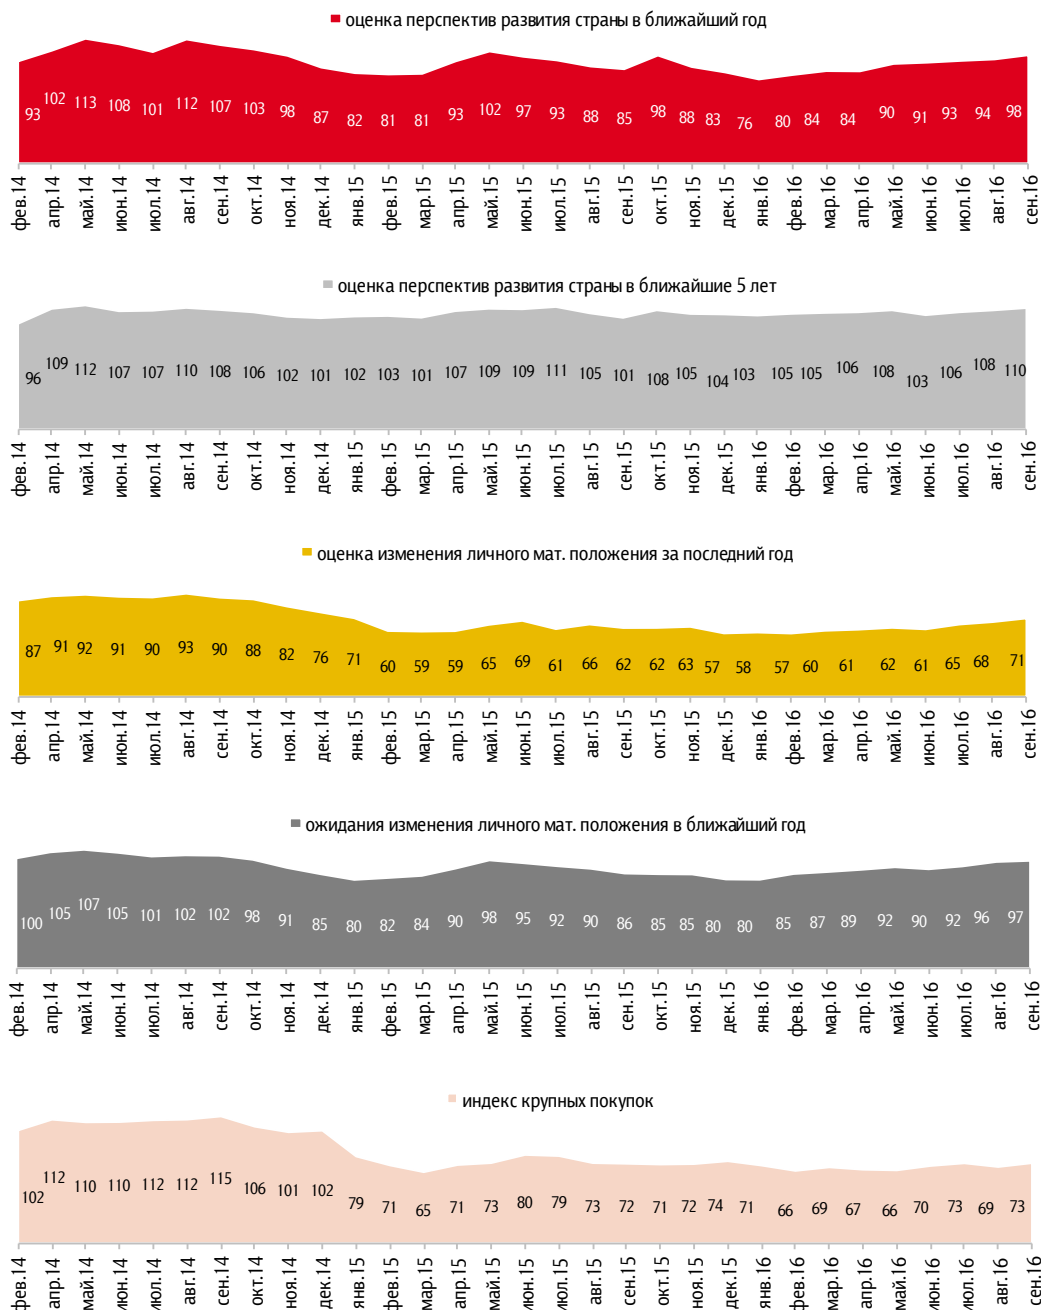 оценка перспектив развития страны в ближайший год
93 102 113 108 101 112 107 103 98 87 82 81 81 93 102 97 93 88 85 98 88 83 76 80 84 84 90 91 93 94 98
фев.14 апр.14 май.14 июн.14 июл.14 авг.14 сен.14 окт.14 ноя.14 дек.14 янв.15 фев.15 мар.15 апр.15 май.15 июн.15 июл.15 авг.15 сен.15 окт.15 ноя.15 дек.15 янв.16 фев.16 мар.16 апр.16 май.16 июн.16 июл.16 авг.16 сен.16
оценка перспектив развития страны в ближайшие 5 лет
96 109 112 107 107 110 108 106 102 101 102 103 101 107 109 109 111 105 101 108 105 104 103 105 105 106 108 103 106 108 110
фев.14 апр.14 май.14 июн.14 июл.14 авг.14 сен.14 окт.14 ноя.14 дек.14 янв.15 фев.15 мар.15 апр.15 май.15 июн.15 июл.15 авг.15 сен.15 окт.15 ноя.15 дек.15 янв.16 фев.16 мар.16 апр.16 май.16 июн.16 июл.16 авг.16 сен.16
оценка изменения личного мат. положения за последний год
87 91 92 91 90 93 90 88 82 76 71 60 59 59 65 69 61 66 62 62 63 57 58 57 60 61 62 61 65 68 71
фев.14 апр.14 май.14 июн.14 июл.14 авг.14 сен.14 окт.14 ноя.14 дек.14 янв.15 фев.15 мар.15 апр.15 май.15 июн.15 июл.15 авг.15 сен.15 окт.15 ноя.15 дек.15 янв.16 фев.16 мар.16 апр.16 май.16 июн.16 июл.16 авг.16 сен.16
ожидания изменения личного мат. положения в ближайший год
100 105 107 105 101 102 102 98 91 85 80 82 84 90 98 95 92 90 86 85 85 80 80 85 87 89 92 90 92 96 97
фев.14 апр.14 май.14 июн.14 июл.14 авг.14 сен.14 окт.14 ноя.14 дек.14 янв.15 фев.15 мар.15 апр.15 май.15 июн.15 июл.15 авг.15 сен.15 окт.15 ноя.15 дек.15 янв.16 фев.16 мар.16 апр.16 май.16 июн.16 июл.16 авг.16 сен.16
индекс крупных покупок
102 112 110 110 112 112 115 106 101 102 79 71 65 71 73 80 79 73 72 71 72 74 71 66 69 67 66 70 73 69 73
фев.14 апр.14 май.14 июн.14 июл.14 авг.14 сен.14 окт.14 ноя.14 дек.14 янв.15 фев.15 мар.15 апр.15 май.15 июн.15 июл.15 авг.15 сен.15 окт.15 ноя.15 дек.15 янв.16 фев.16 мар.16 апр.16 май.16 июн.16 июл.16 авг.16 сен.16